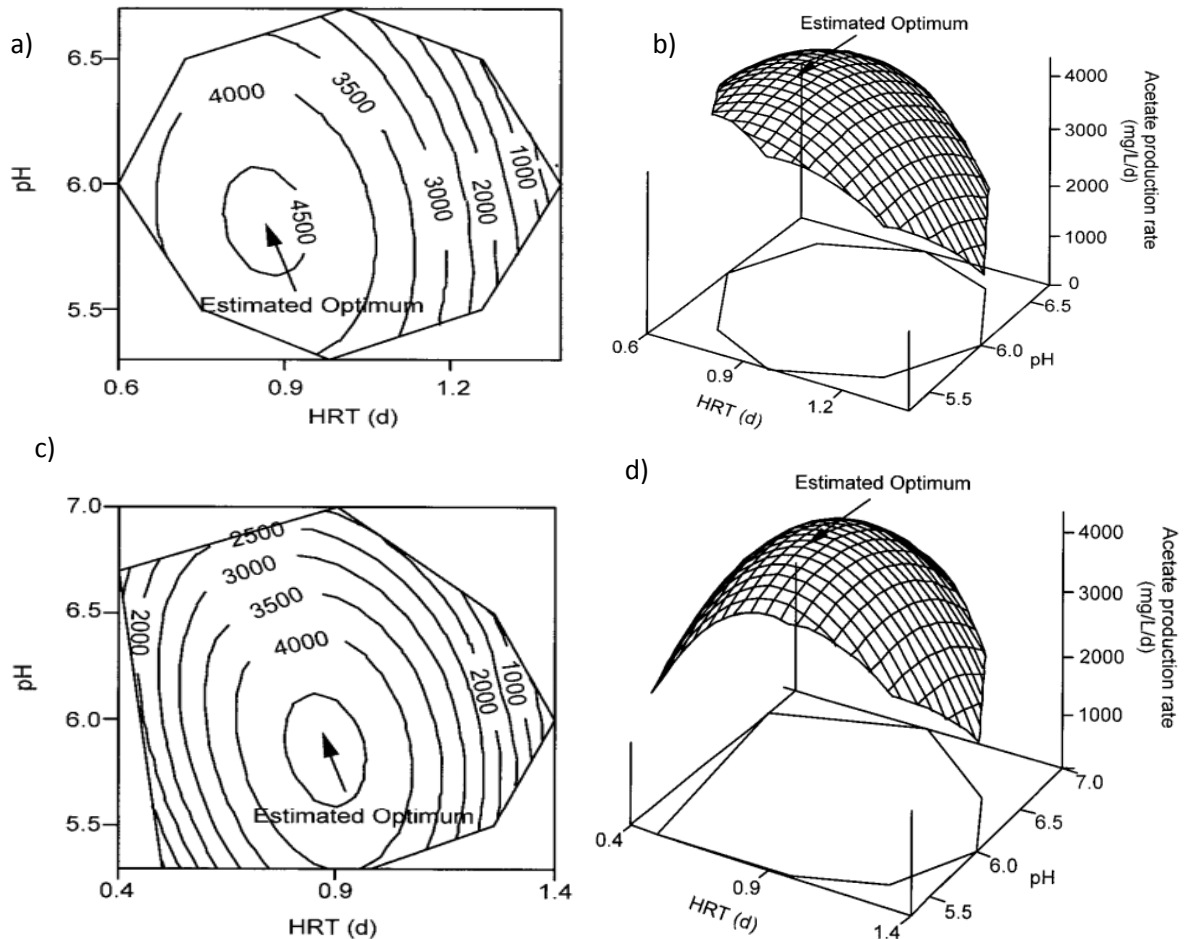 a)
6.5
6.0
5.5
pH
4000
3500
3000
2000
1000
4500
Estimated Optimum
0.6
0.9
1.2
HRT (d)
b)
Estimated Optimum
4000
3000
2000
1000
0
Acetate production rate
(mg/L/d)
6.5
6.0
5.5
pH
0.6
0.9
1.2
HRT (d)
c)
7.0
6.5
6.0
5.5
pH
2500
3000
3500
4000
2000
1000
2000
Estimated Optimum
0.4
0.9
1.4
HRT (d)
d)
Estimated Optimum
4000
3000
2000
1000
Acetate production rate
(mg/L/d)
7.0
6.5
6.0
5.5
pH
0.4
0.9
1.4
HRT (d)